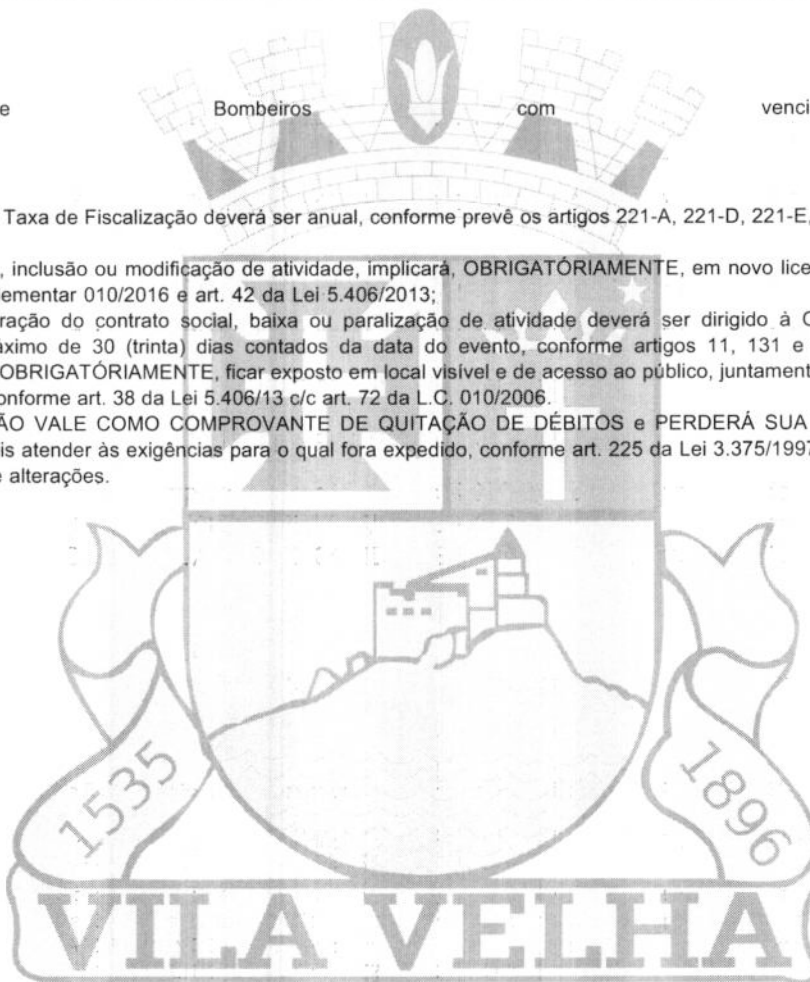 e Bombeiros com venci
Taxa de Fiscalização deverá ser anual, conforme prevê os artigos 221-A, 221-D, 221-E,
, inclusão ou modificação de atividade, implicará, OBRIGATÓRIAMENTE, em novo lice
ementar 010/2016 e art. 42 da Lei 5.406/2013;
ração do contrato social, baixa ou paralização de atividade deverá ser dirigido à C
áximo de 30 (trinta) dias contados da data do evento, conforme artigos 11, 131 e
OBRIGATÓRIAMENTE, ficar exposto em local visível e de acesso ao público, juntament
onforme art. 38 da Lei 5.406/13 c/c art. 72 da L.C. 010/2006.
ÃO VALE COMO COMPROVANTE DE QUITAÇÃO DE DÉBITOS e PERDERÁ SUA
is atender às exigências para o qual fora expedido, conforme art. 225 da Lei 3.375/1997
e alterações.
1535
1896
VILA VELHA